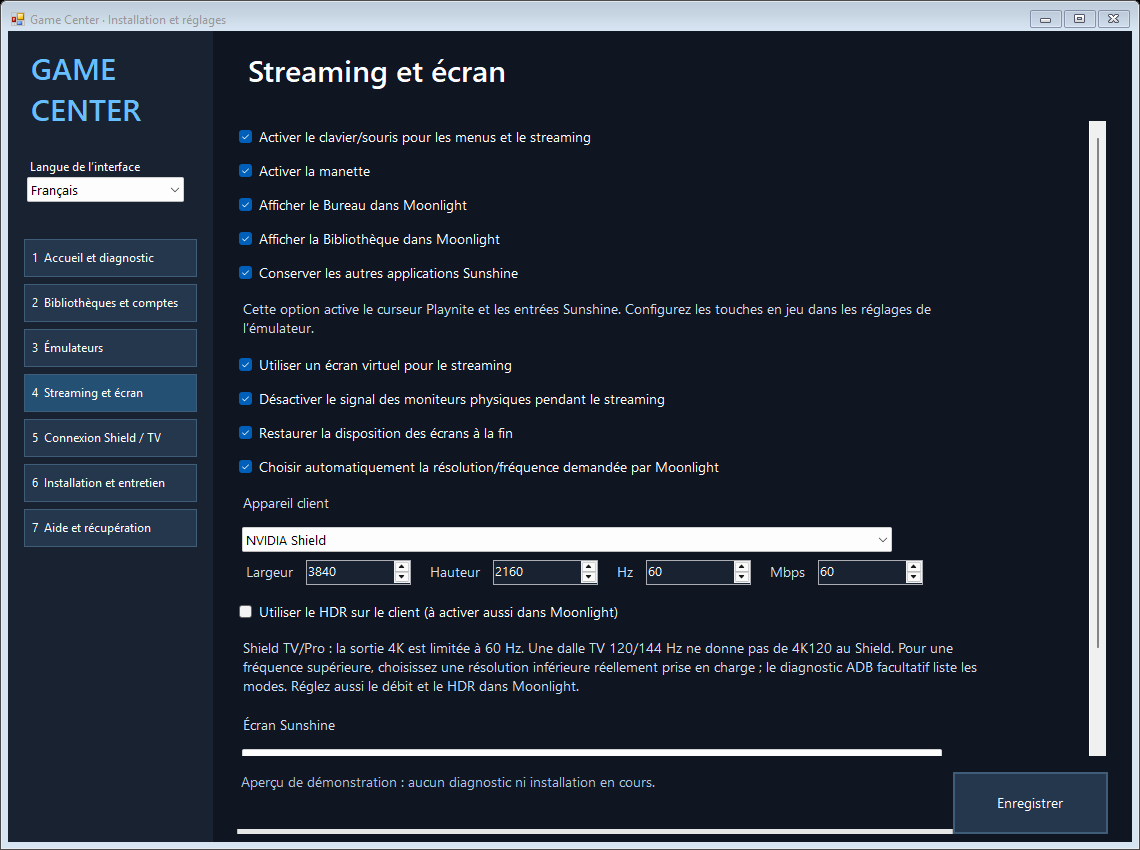 Game Center · Installation et réglages
GAME
CENTER
Langue de l'interface
Français
1 Accueil et diagnostic
2 Bibliothèques et comptes
3 Émulateurs
4 Streaming et écran
5 Connexion Shield / TV
6 Installation et entretien
7 Aide et récupération
Streaming et écran
Activer le clavier/souris pour les menus et le streaming
Activer la manette
Afficher le Bureau dans Moonlight
Afficher la Bibliothèque dans Moonlight
Conserver les autres applications Sunshine
Cette option active le curseur Playnite et les entrées Sunshine. Configurez les touches en jeu dans les réglages de
l'émulateur.
Utiliser un écran virtuel pour le streaming
Désactiver le signal des moniteurs physiques pendant le streaming
Restaurer la disposition des écrans à la fin
Choisir automatiquement la résolution/fréquence demandée par Moonlight
Appareil client
NVIDIA Shield
Largeur 3840 Hauteur 2160 Hz 60 Mbps 60
Utiliser le HDR sur le client (à activer aussi dans Moonlight)
Shield TV/Pro : la sortie 4K est limitée à 60 Hz. Une dalle TV 120/144 Hz ne donne pas de 4K120 au Shield. Pour une
fréquence supérieure, choisissez une résolution inférieure réellement prise en charge ; le diagnostic ADB facultatif liste les
modes. Réglez aussi le débit et le HDR dans Moonlight.
Écran Sunshine
Aperçu de démonstration : aucun diagnostic ni installation en cours.
Enregistrer